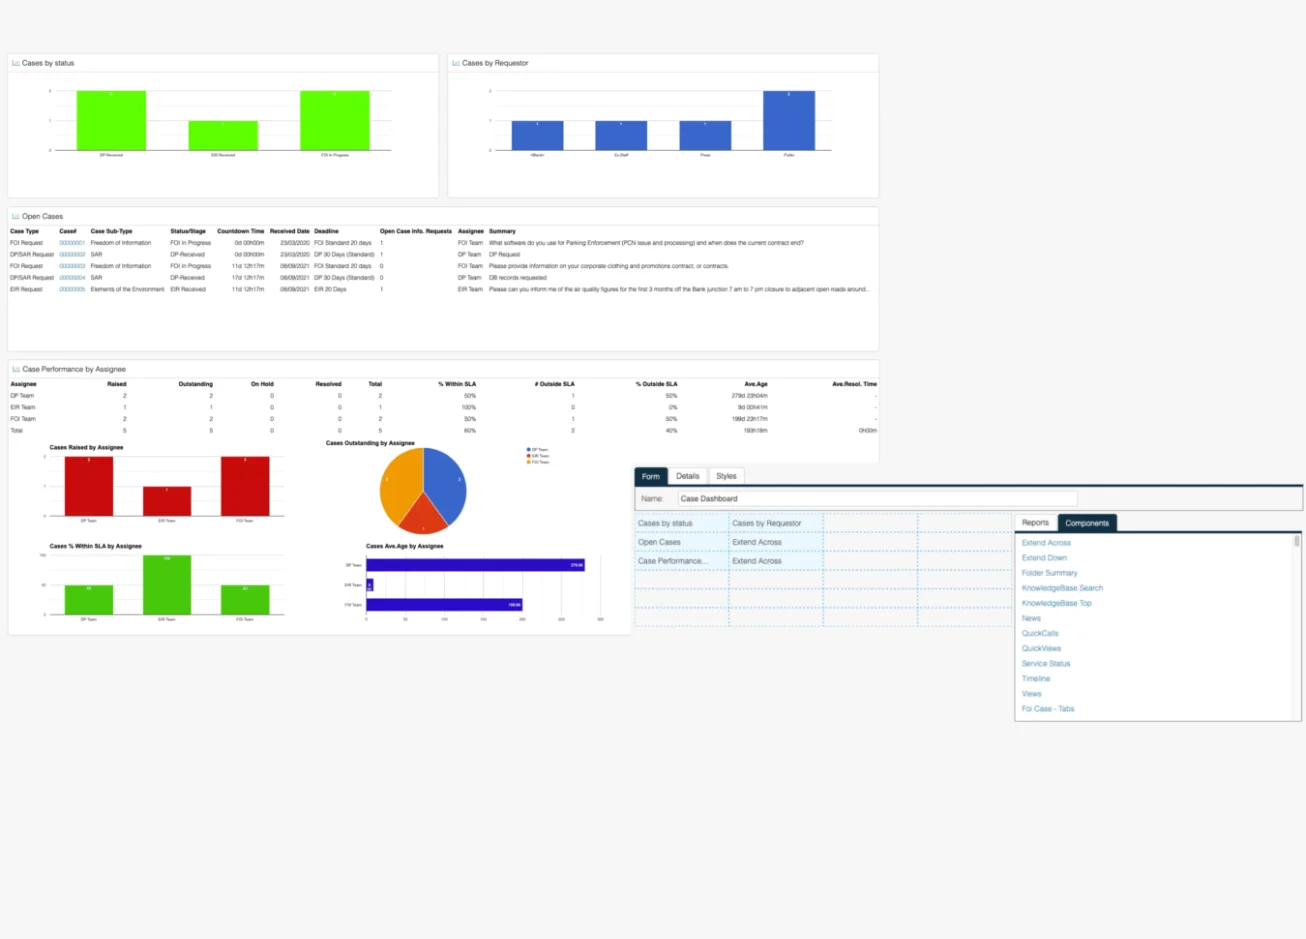 Cases by status
2
1
0
DP-Received
EIR Received
FOI In Progress
Cases by Requestor
2
1
0
<Blank>
Ex-Staff
Press
Public
Open Cases
Case Type Case# Case Sub-Type Status/Stage Countdown Time Received Date Deadline Open Case Info. Requests Assignee Summary
FOI Request 00000001 Freedom of Information FOI In Progress 0d 00h00m 23/03/2020 FOI Standard 20 days 1 FOI Team What software do you use for Parking Enforcement (PCN issue and processing) and when does the current contract end?
DP/SAR Request 00000002 SAR DP-Received 0d 00h00m 23/03/2020 DP 30 Days (Standard) 1 DP Team DP Request
FOI Request 00000003 Freedom of Information FOI In Progress 11d 12h17m 08/09/2021 FOI Standard 20 days 0 FOI Team Please provide information on your corporate clothing and promotions contract, or contracts.
DP/SAR Request 00000004 SAR DP-Received 17d 12h17m 08/09/2021 DP 30 Days (Standard) 0 DP Team DB records requested
EIR Request 00000005 Elements of the Environment EIR Received 11d 12h17m 08/09/2021 EIR 20 Days 1 EIR Team Please can you inform me of the air quality figures for the first 3 months off the Bank junction 7 am to 7 pm closure to adjacent open roads around...
Case Performance by Assignee
Assignee Raised Outstanding On Hold Resolved Total % Within SLA # Outside SLA % Outside SLA Ave.Age Ave.Resol. Time
DP Team 2 2 0 0 2 50% 1 50% 279d 23h04m -
EIR Team 1 1 0 0 1 100% 0 0% 9d 00h41m -
FOI Team 2 2 0 0 2 50% 1 50% 199d 23h17m -
Total 5 5 0 0 5 60% 2 40% 193h18m 0h00m
Cases Raised by Assignee
DP Team
EIR Team
FOI Team
Cases Outstanding by Assignee
2
2
1
DP Team
EIR Team
FOI Team
Cases % Within SLA by Assignee
100
50
0
DP Team
EIR Team
FOI Team
Cases Ave.Age by Assignee
DP Team
EIR Team
FOI Team
0 50 100 150 200 250 300
Form Details Styles
Name: Case Dashboard
Cases by status Cases by Requestor
Open Cases Extend Across
Case Performance... Extend Across
Reports Components
Extend Across
Extend Down
Folder Summary
KnowledgeBase Search
KnowledgeBase Top
News
QuickCalls
QuickViews
Service Status
Timeline
Views
Foi Case - Tabs